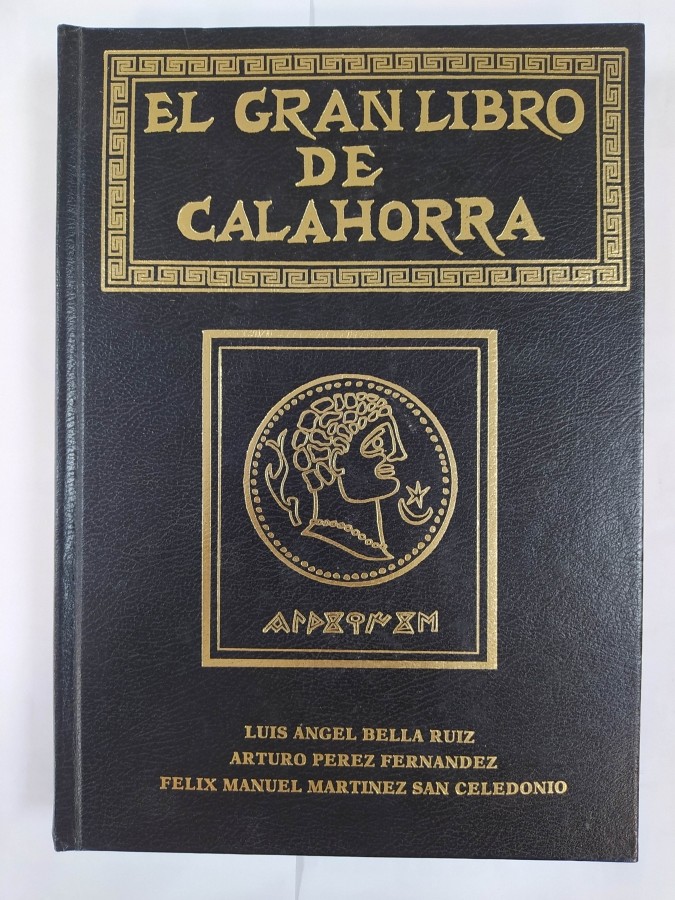 EL GRAN LIBRO
DE
CALAHORRA
LUIS ÁNGEL BELLA RUIZ
ARTURO PEREZ FERNANDEZ
FELIX MANUEL MARTINEZ SAN CELEDONIO